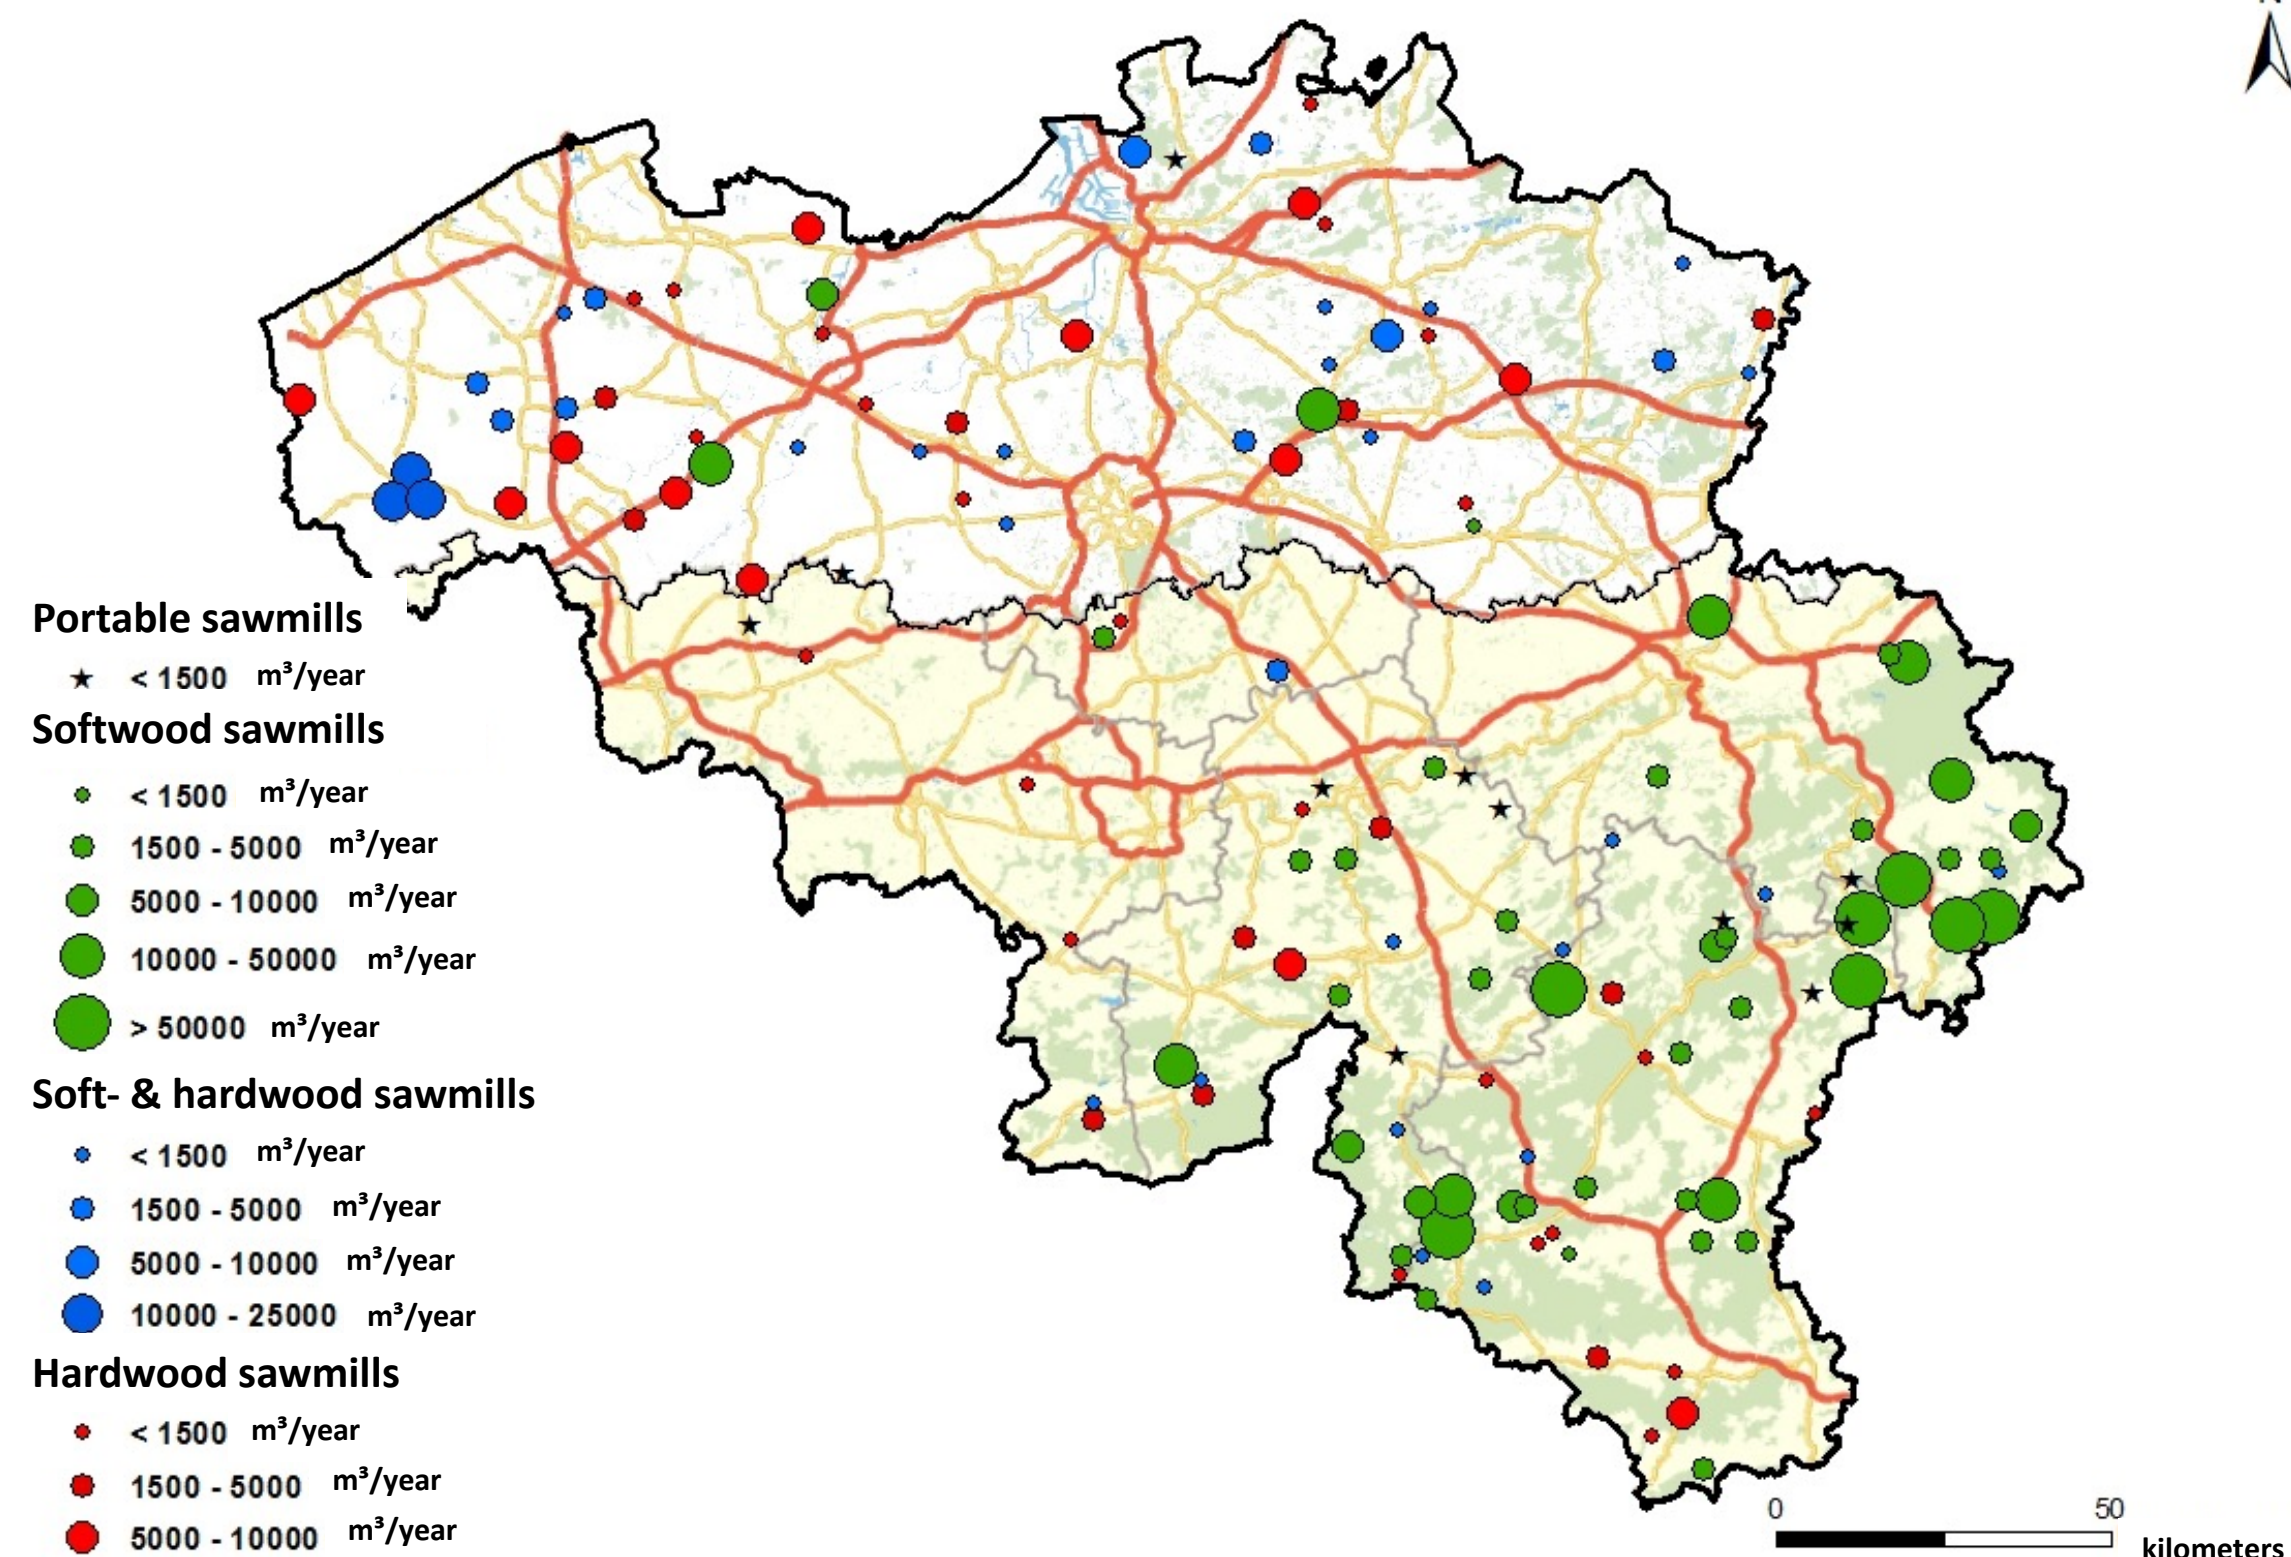 N
Portable sawmills
< 1500 m³/year
Softwood sawmills
< 1500 m³/year
1500 - 5000 m³/year
5000 - 10000 m³/year
10000 - 50000 m³/year
> 50000 m³/year
Soft- & hardwood sawmills
< 1500 m³/year
1500 - 5000 m³/year
5000 - 10000 m³/year
10000 - 25000 m³/year
Hardwood sawmills
< 1500 m³/year
1500 - 5000 m³/year
5000 - 10000 m³/year
0 50
kilometers